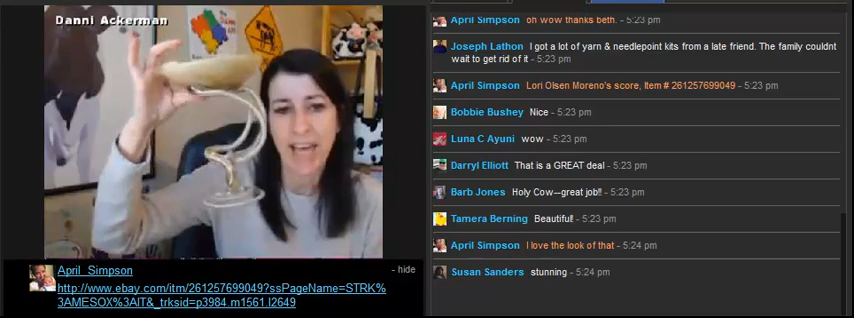 Danni Ackerman
April_Simpson
- hide
http://www.ebay.com/itm/261257699049?ssPageName=STRK%
3AMESOX%3AIT&_trksid=p3984.m1561.l2649
April Simpson oh wow thanks beth. - 5:23 pm
Joseph Lathon I got a lot of yarn & needlepoint kits from a late friend. The family couldnt
wait to get rid of it - 5:23 pm
April Simpson Lori Olsen Moreno's score, Item # 261257699049 - 5:23 pm
Bobbie Bushey Nice - 5:23 pm
Luna C Ayuni wow - 5:23 pm
Darryl Elliott That is a GREAT deal - 5:23 pm
Barb Jones Holy Cow--great job!! - 5:23 pm
Tamera Berning Beautiful! - 5:23 pm
April Simpson I love the look of that - 5:24 pm
Susan Sanders stunning - 5:24 pm